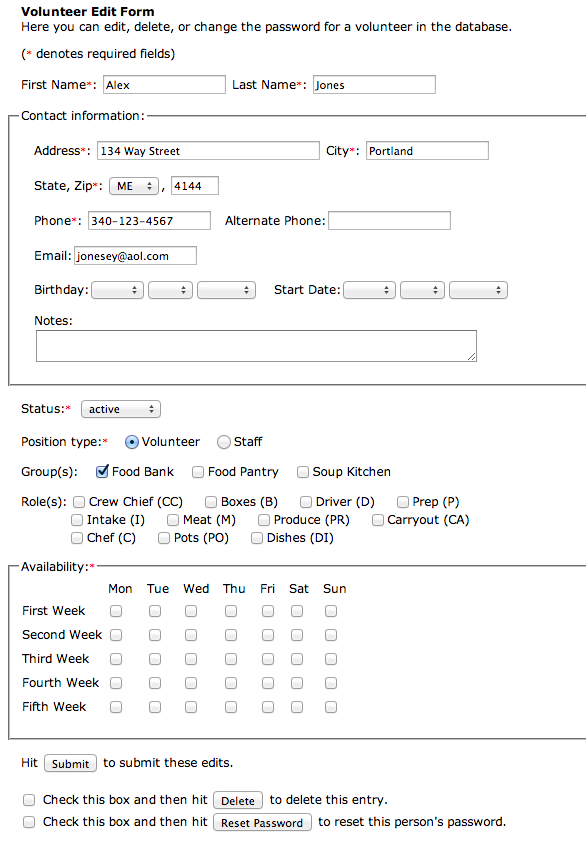 Volunteer Edit Form
Here you can edit, delete, or change the password for a volunteer in the database.
(* denotes required fields)
First Name*: Alex Last Name*: Jones
Contact information:
Address*: 134 Way Street City*: Portland
State, Zip*: ME , 4144
Phone*: 340-123-4567 Alternate Phone:
Email: jonesey@aol.com
Birthday: Start Date:
Notes:
Status:* active
Position type:* Volunteer Staff
Group(s): Food Bank Food Pantry Soup Kitchen
Role(s): Crew Chief (CC) Boxes (B) Driver (D) Prep (P)
Intake (I) Meat (M) Produce (PR) Carryout (CA)
Chef (C) Pots (PO) Dishes (DI)
Availability:*
Mon Tue Wed Thu Fri Sat Sun
First Week
Second Week
Third Week
Fourth Week
Fifth Week
Hit Submit to submit these edits.
Check this box and then hit Delete to delete this entry.
Check this box and then hit Reset Password to reset this person's password.